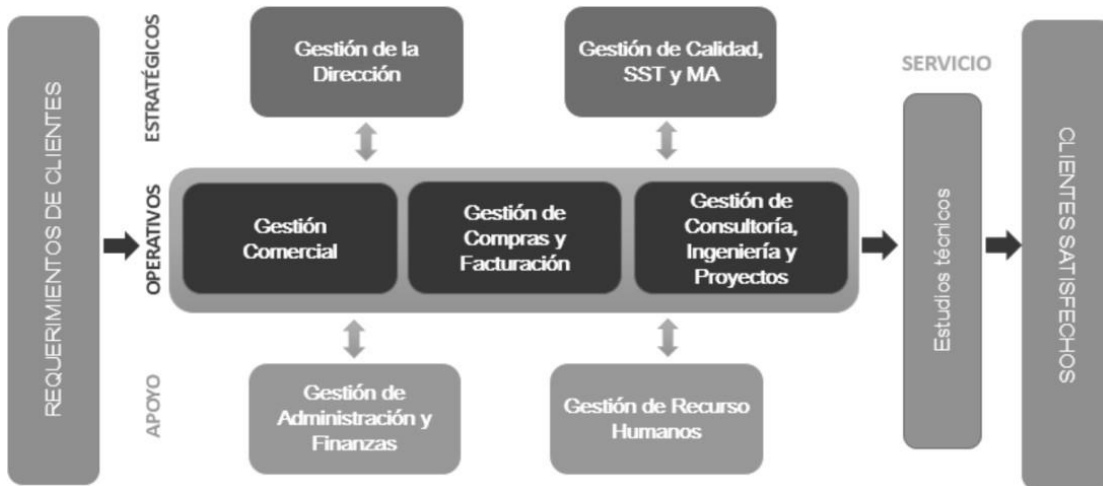 REQUERIMIENTOS DE CLIENTES
ESTRATÉGICOS
Gestión de la
Dirección
Gestión de Calidad,
SST y MA
OPERATIVOS
Gestión
Comercial
Gestión de
Compras y
Facturación
Gestión de
Consultoría,
Ingeniería y
Proyectos
APOYO
Gestión de
Administración y
Finanzas
Gestión de Recurso
Humanos
SERVICIO
Estudios técnicos
CLIENTES SATISFECHOS